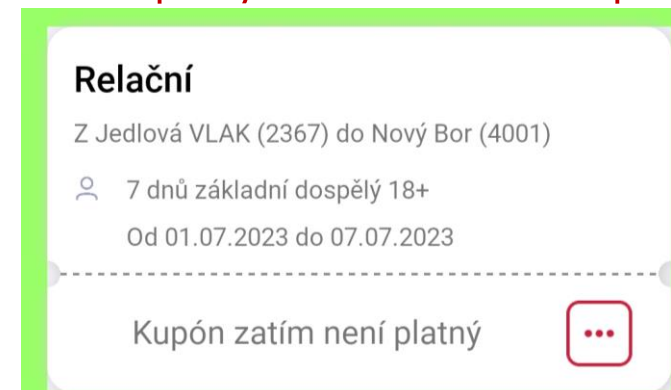 Relační
Z Jedlová VLAK (2367) do Nový Bor (4001)
7 dnů základní dospělý 18+
Od 01.07.2023 do 07.07.2023
Kupón zatím není platný